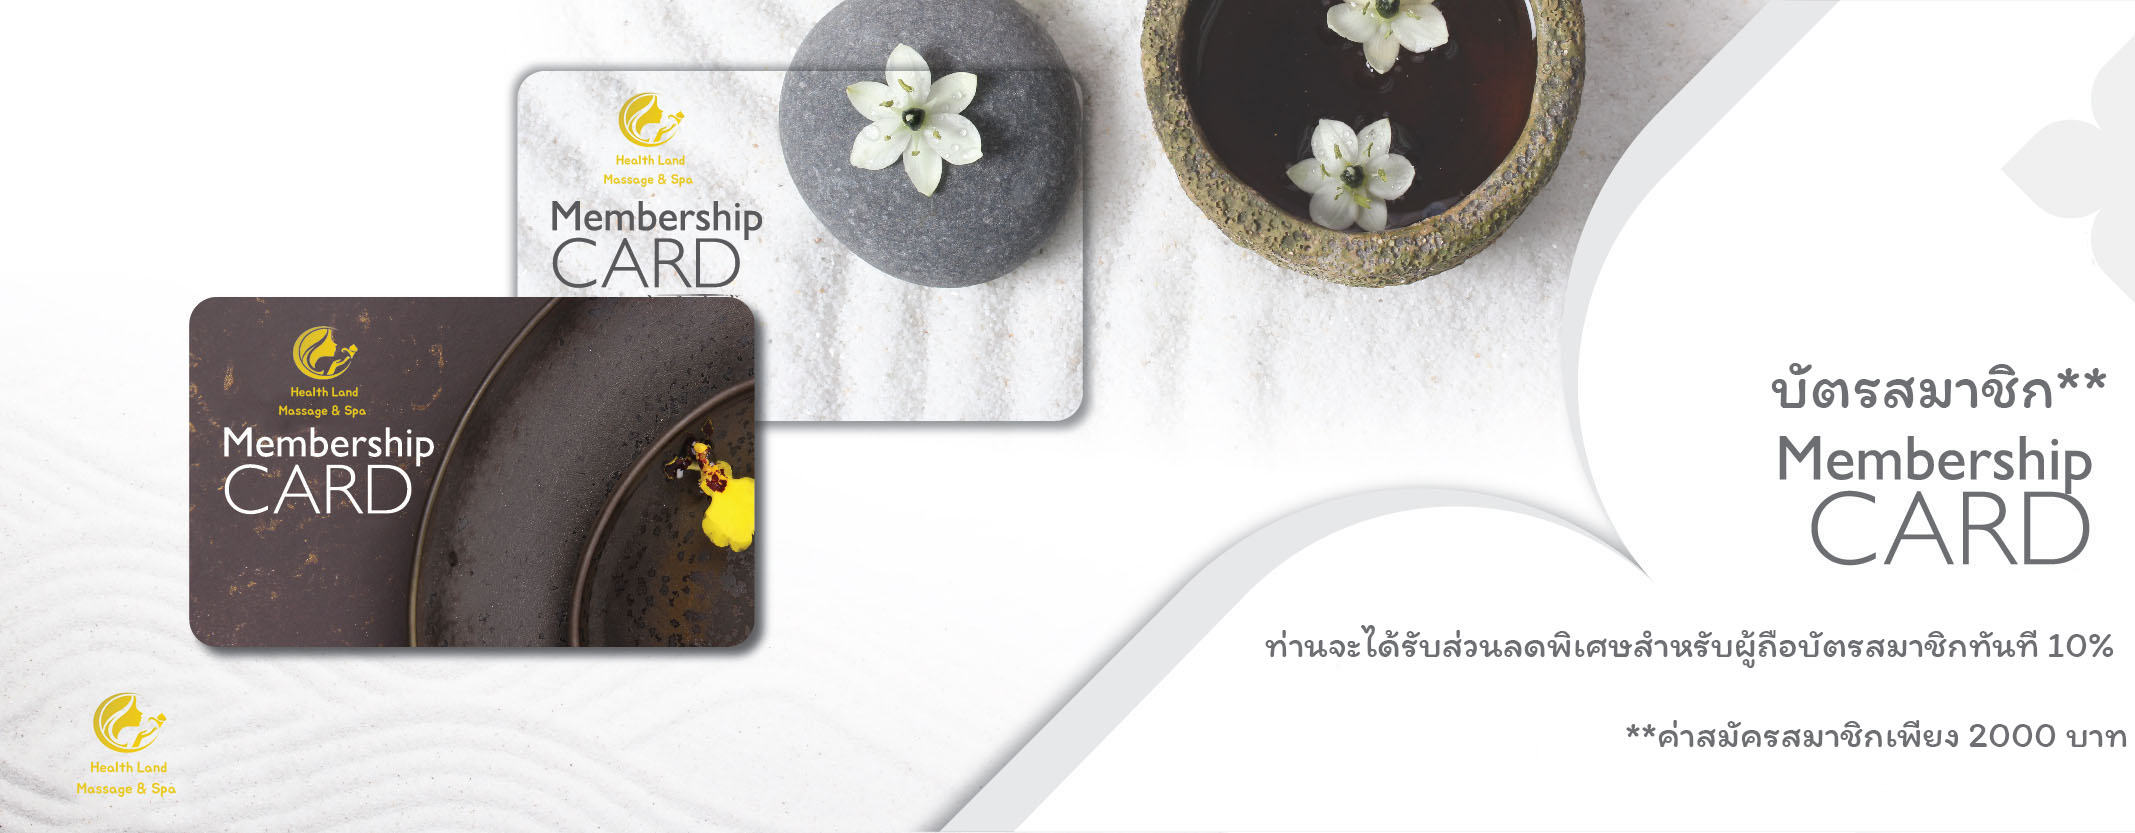 Health Land
Massage & Spa
Membership
CARD
Health Land
Massage & Spa
Membership
CARD
บัตรสมาชิก**
Membership
CARD
ท่านจะได้รับส่วนลดพิเศษสำหรับผู้ถือบัตรสมาชิกทันที 10%
**ค่าสมัครสมาชิกเพียง 2000 บาท
Health Land
Massage & Spa